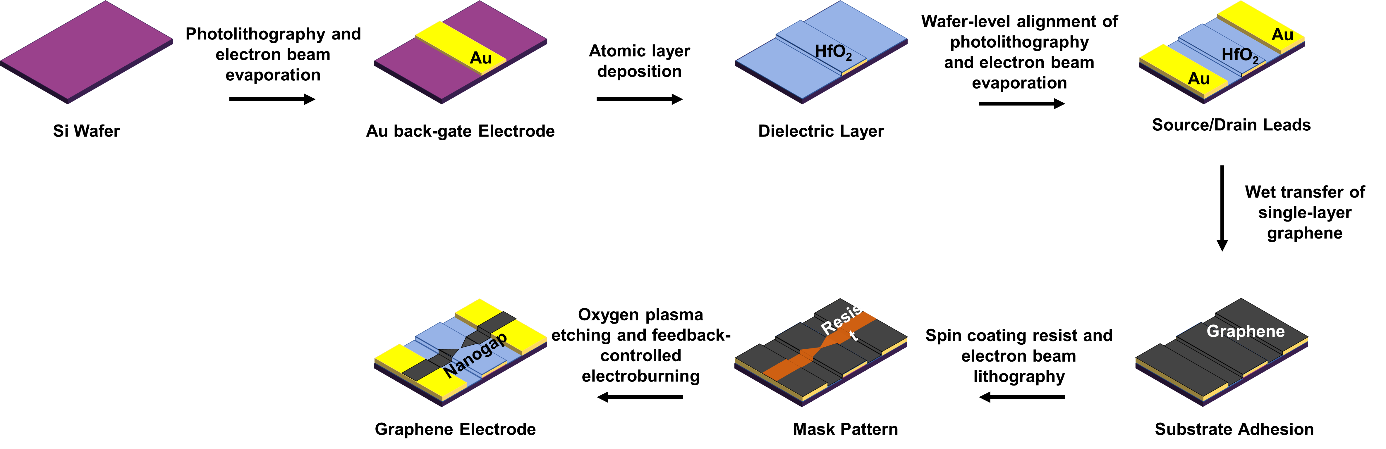 Photolithography and
electron beam
evaporation)
Au
Atomic layer
deposition)
HfO2
Wafer-level alignment of
photolithography
and electron beam
evaporation
Au
HfO2
Au
Si Wafer
Au back-gate Electrode
Dielectric Layer
Source/Drain Leads
Wet transfer of
single-layer
graphene
Graphene
Spin coating resist and
electron beam
lithography
Resis
t
Oxygen plasma
etching and feedback-
controlled
electroburning
Nanogap
Graphene Electrode
Mask Pattern
Substrate Adhesion